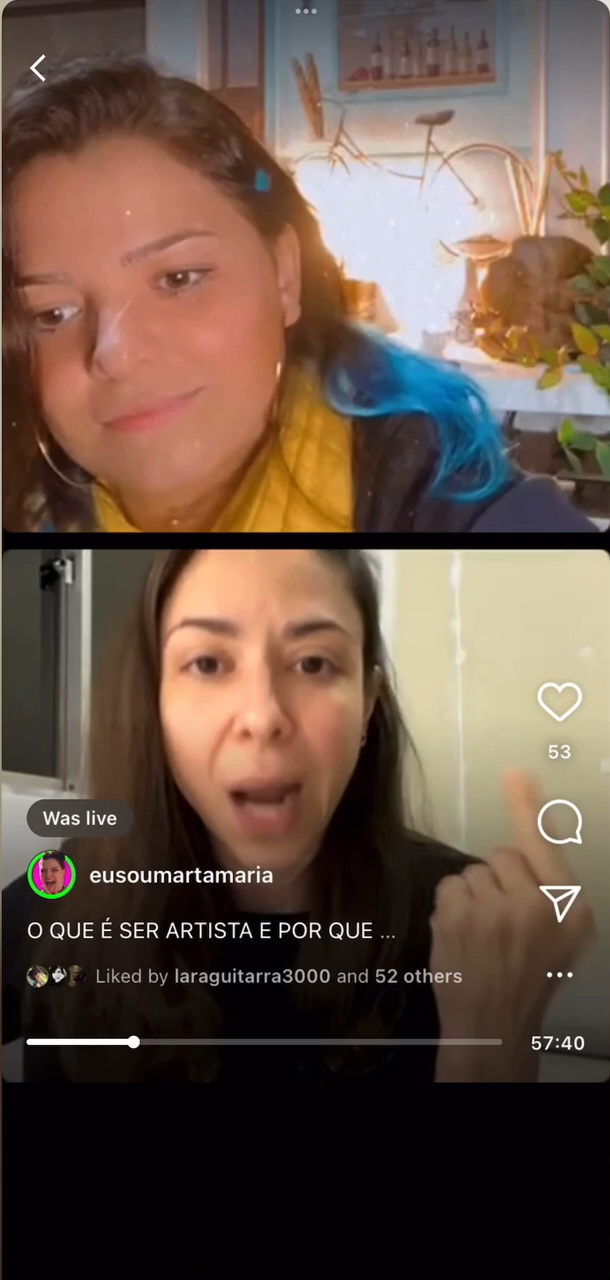 53
Was live
eusoumartamaria
O QUE É SER ARTISTA E POR QUE ...
Liked by laraguitarra3000 and 52 others
57:40